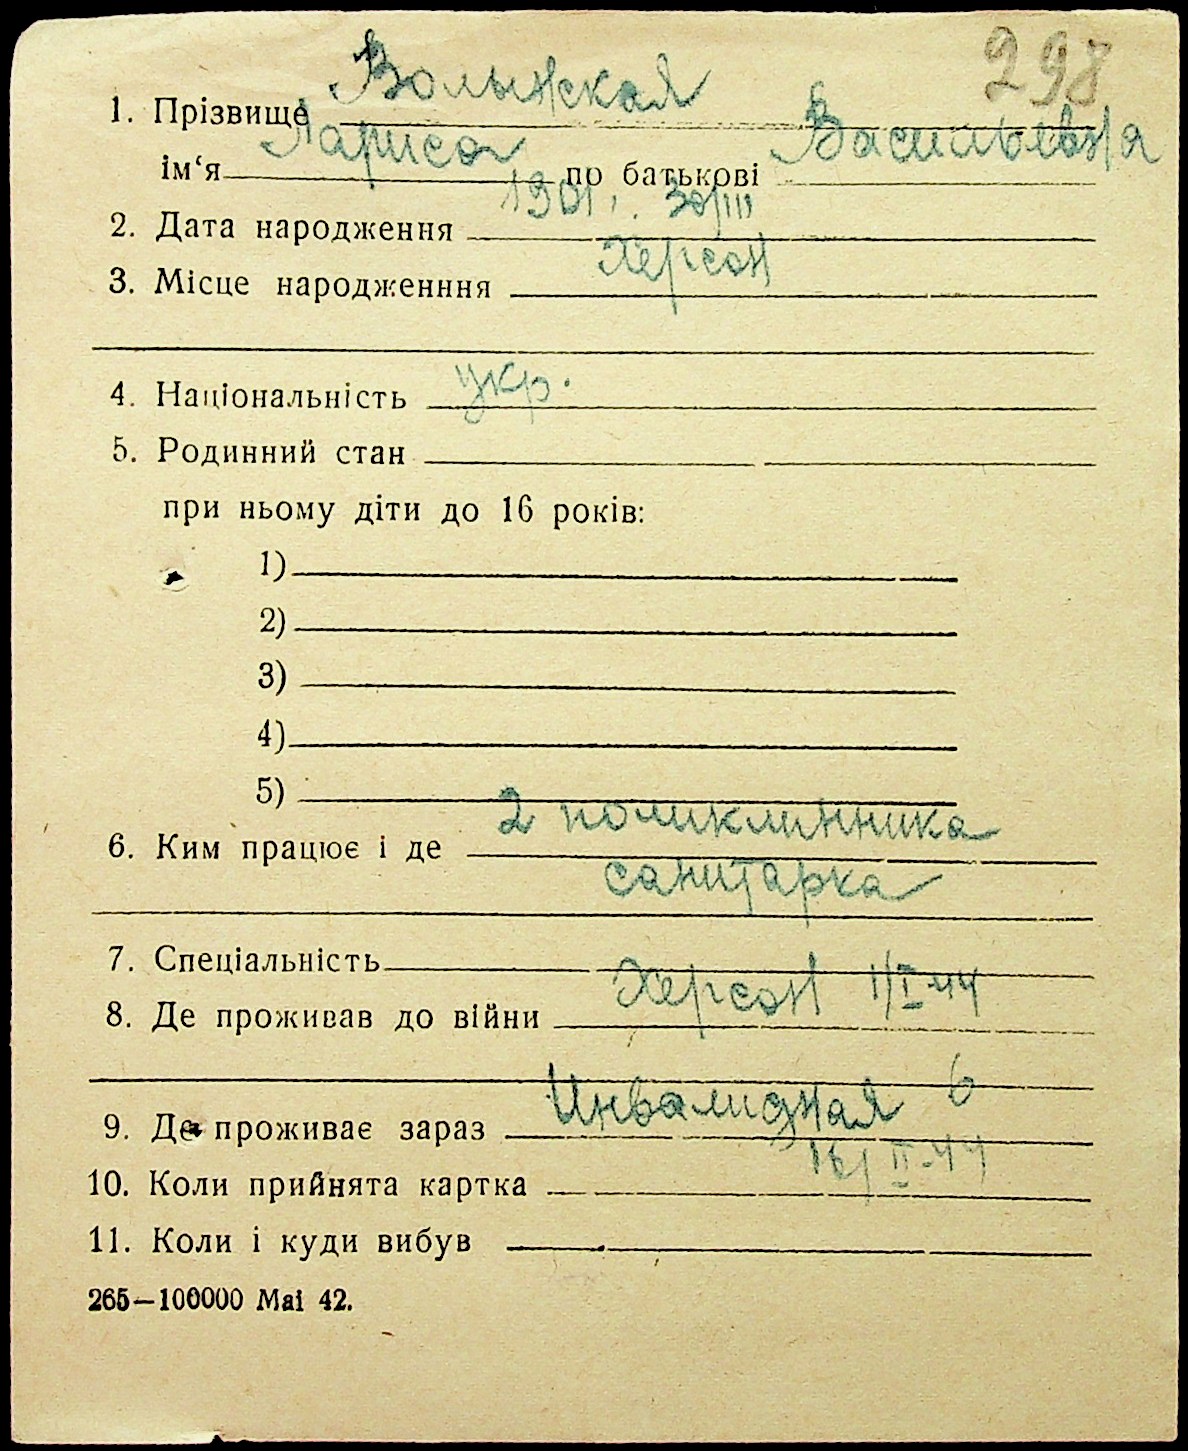 298
1. Прізвище Волынская
ім‘я Лариса по батькові Васильевна
2. Дата народження 1901. 30/III
3. Місце народженння Херсон
4. Національність укр.
5. Родинний стан
при ньому діти до 16 років:
1)
2)
3)
4)
5)
6. Ким працює і де 2 поликлинника
санитарка
7. Спеціальність
8. Де проживав до війни Херсон 1/I-44
9. Де проживає зараз Инвалидная 6
10. Коли прийнята картка 16/II-44
11. Коли і куди вибув
265—100000 Mai 42.